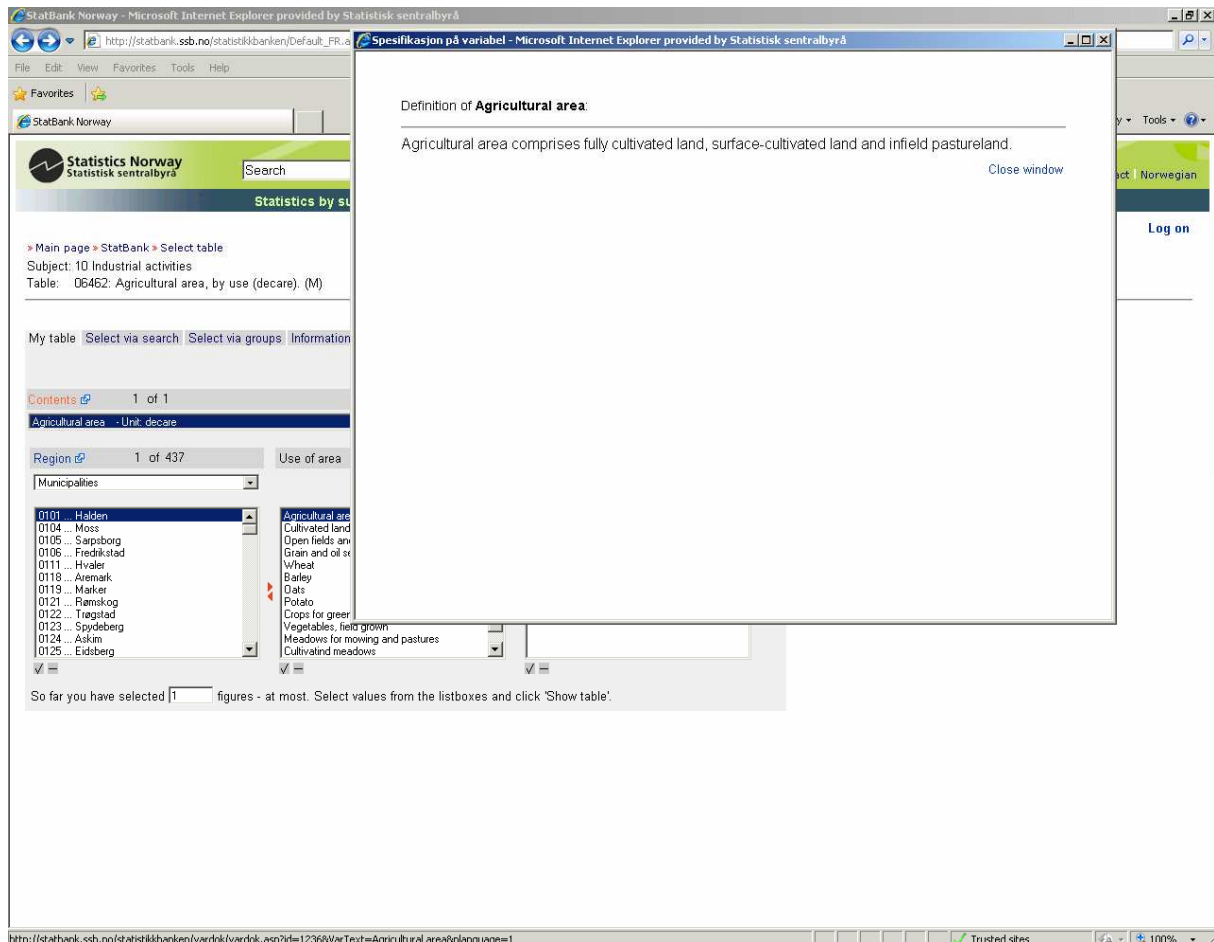 StatBank Norway - Microsoft Internet Explorer provided by Statistisk sentralbyrå
http://statbank.ssb.no/statistikkbanken/Default_FR.a
File Edit View Favorites Tools Help
Favorites
StatBank Norway
Tools
Spesifikasjon på variabel - Microsoft Internet Explorer provided by Statistisk sentralbyrå
Definition of Agricultural area:
Agricultural area comprises fully cultivated land, surface-cultivated land and infield pastureland.
Close window
Statistics Norway
Statistisk sentralbyrå
Search
Norwegian
Statistics by su
Log on
» Main page » StatBank » Select table
Subject: 10 Industrial activities
Table: 06462: Agricultural area, by use (decare). (M)
My table Select via search Select via groups Information
Contents 1 of 1
Agricultural area - Unit: decare
Region 1 of 437 Use of area
Municipalities
0101 ... Halden
0104 ... Moss
0105 ... Sarpsborg
0106 ... Fredrikstad
0111 ... Hvaler
0118 ... Aremark
0119 ... Marker
0121 ... Rømskog
0122 ... Trøgstad
0123 ... Spydeberg
0124 ... Askim
0125 ... Eidsberg
Agricultural are
Cultivated land
Open fields an
Grain and oil se
Wheat
Barley
Oats
Potato
Crops for green
Vegetables, field grown
Meadows for mowing and pastures
Cultivatind meadows
So far you have selected 1 figures - at most. Select values from the listboxes and click 'Show table'.
http://statbank.ssb.no/statistikkbanken/vardok/vardok.asp?id=1236&VarText=Agricultural area&planguage=1
Trusted sites
100%